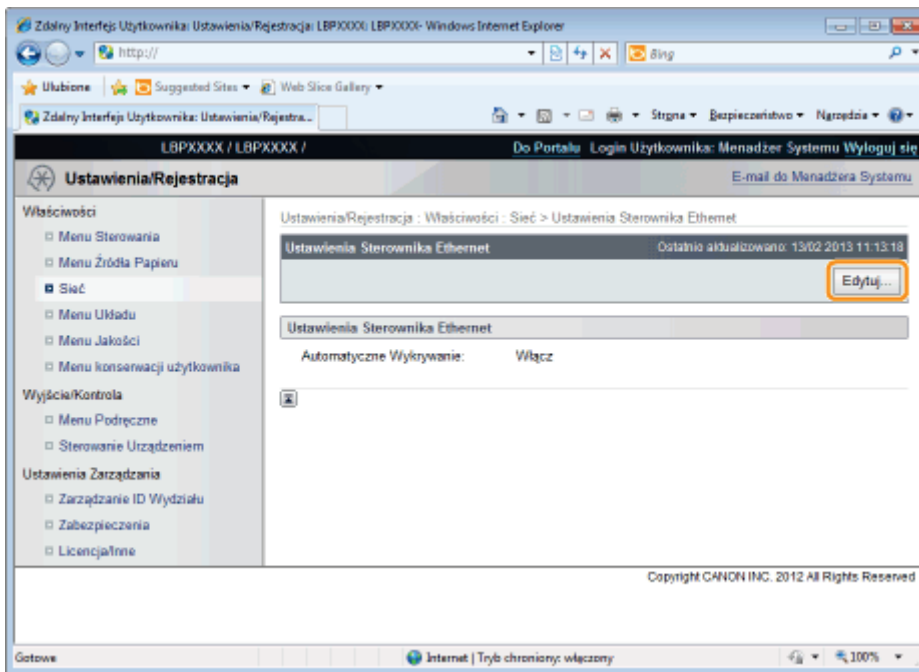 Zdalny Interfejs Użytkownika: Ustawienia/Rejestracja: LBPXXXX: LBPXXXX- Windows Internet Explorer
http://
Bing
Ulubione Suggested Sites Web Slice Gallery
Zdalny Interfejs Użytkownika: Ustawienia/Rejestra... Strona Bezpieczeństwo Narzędzia
LBPXXXX / LBPXXXX / Do Portalu Login Użytkownika: Menadżer Systemu Wyloguj się
Ustawienia/Rejestracja E-mail do Menadżera Systemu
Właściwości
Menu Sterowania
Menu Źródła Papieru
Sieć
Menu Układu
Menu Jakości
Menu konserwacji użytkownika
Wyjście/Kontrola
Menu Podręczne
Sterowanie Urządzeniem
Ustawienia Zarządzania
Zarządzanie ID Wydziału
Zabezpieczenia
Licencja/Inne
Ustawienia/Rejestracja : Właściwości : Sieć > Ustawienia Sterownika Ethernet
Ustawienia Sterownika Ethernet Ostatnio aktualizowano: 13/02 2013 11:13:18
Edytuj...
Ustawienia Sterownika Ethernet
Automatyczne Wykrywanie: Włącz
Copyright CANON INC. 2012 All Rights Reserved
Gotowe Internet | Tryb chroniony: włączony 100%